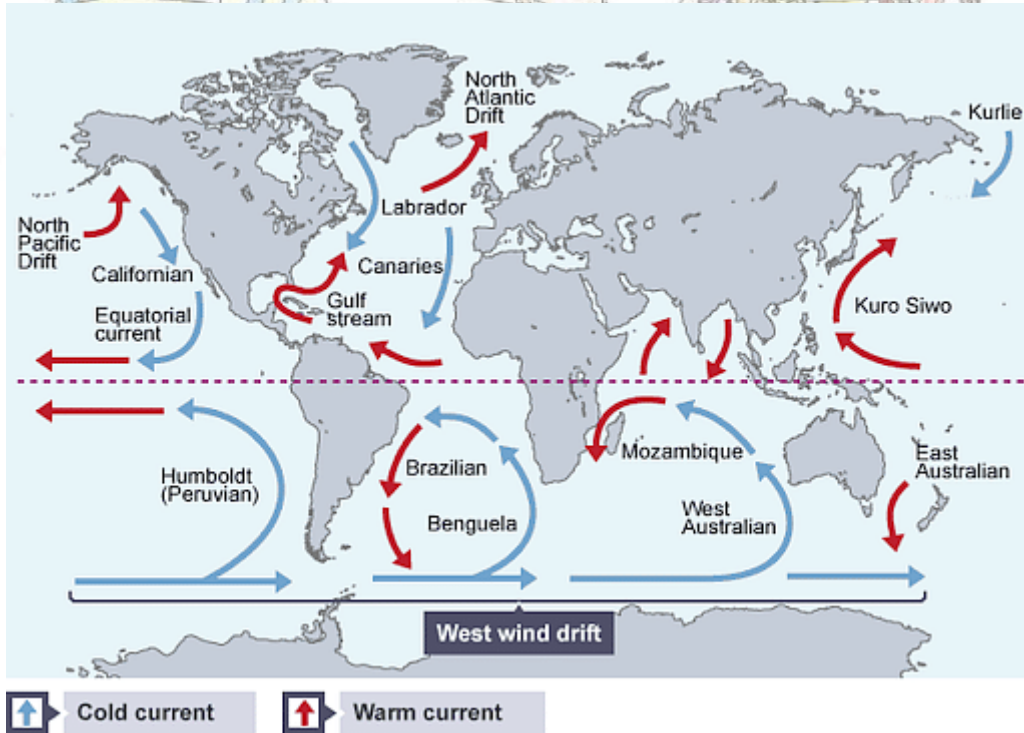 North
Atlantic
Drift
Kurlie
Labrador
North
Pacific
Drift
Californian
Canaries
Equatorial
current
Gulf
stream
Kuro Siwo
Humboldt
(Peruvian)
Brazilian
Mozambique
East
Australian
Benguela
West
Australian
West wind drift
Cold current
Warm current